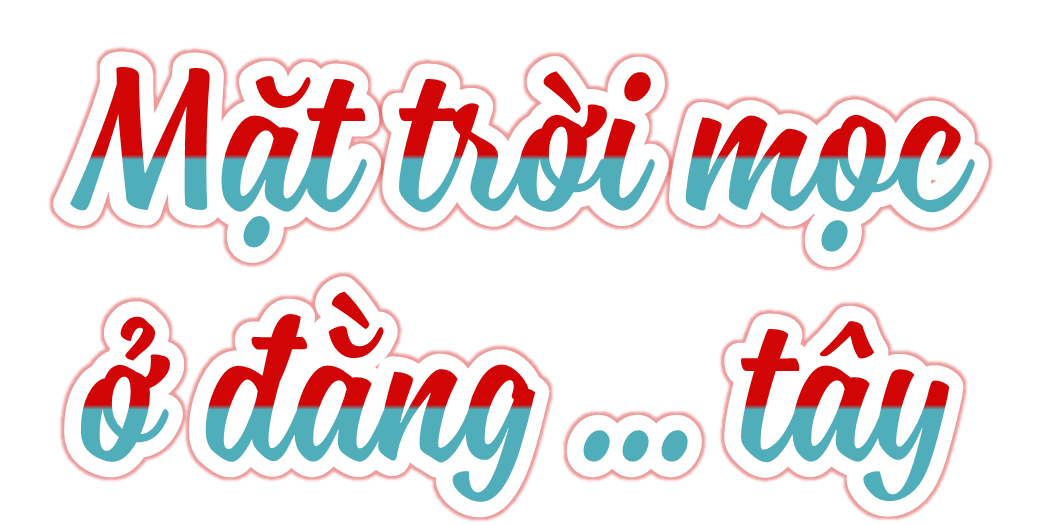 Mặt trời mọc
ở đằng ... tây